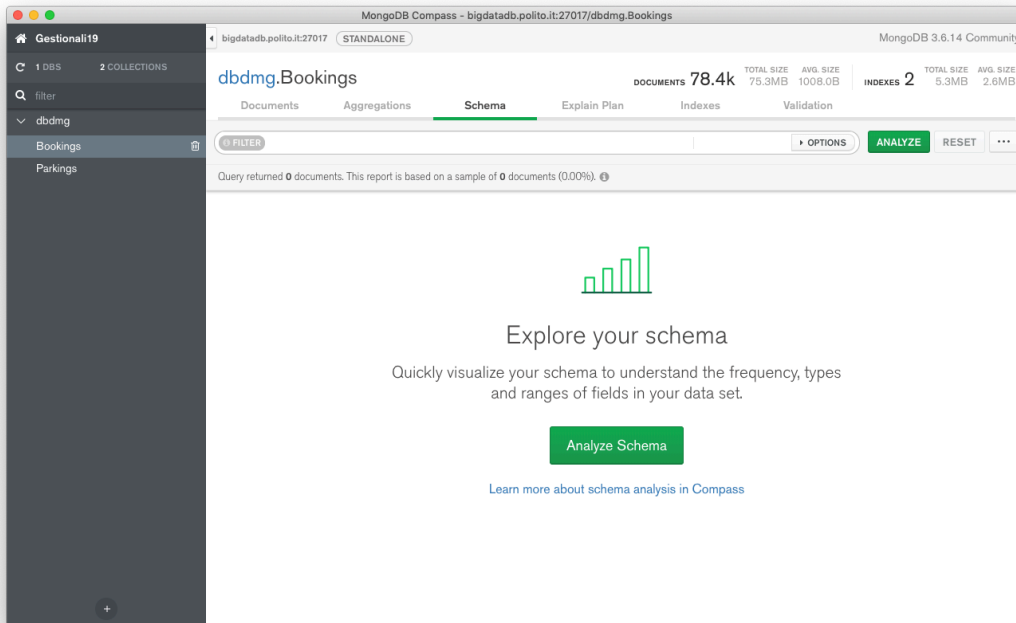 MongoDB Compass - bigdatadb.polito.it:27017/dbdmg.Bookings
Gestionali19
bigdatadb.polito.it:27017 STANDALONE
MongoDB 3.6.14 Community
1 DBS 2 COLLECTIONS
filter
dbdmg
Bookings
Parkings
dbdmg.Bookings
DOCUMENTS 78.4k TOTAL SIZE 75.3MB AVG. SIZE 1008.0B INDEXES 2 TOTAL SIZE 5.3MB AVG. SIZE 2.6MB
Documents Aggregations Schema Explain Plan Indexes Validation
FILTER OPTIONS ANALYZE RESET ...
Query returned 0 documents. This report is based on a sample of 0 documents (0.00%).
Explore your schema
Quickly visualize your schema to understand the frequency, types
and ranges of fields in your data set.
Analyze Schema
Learn more about schema analysis in Compass